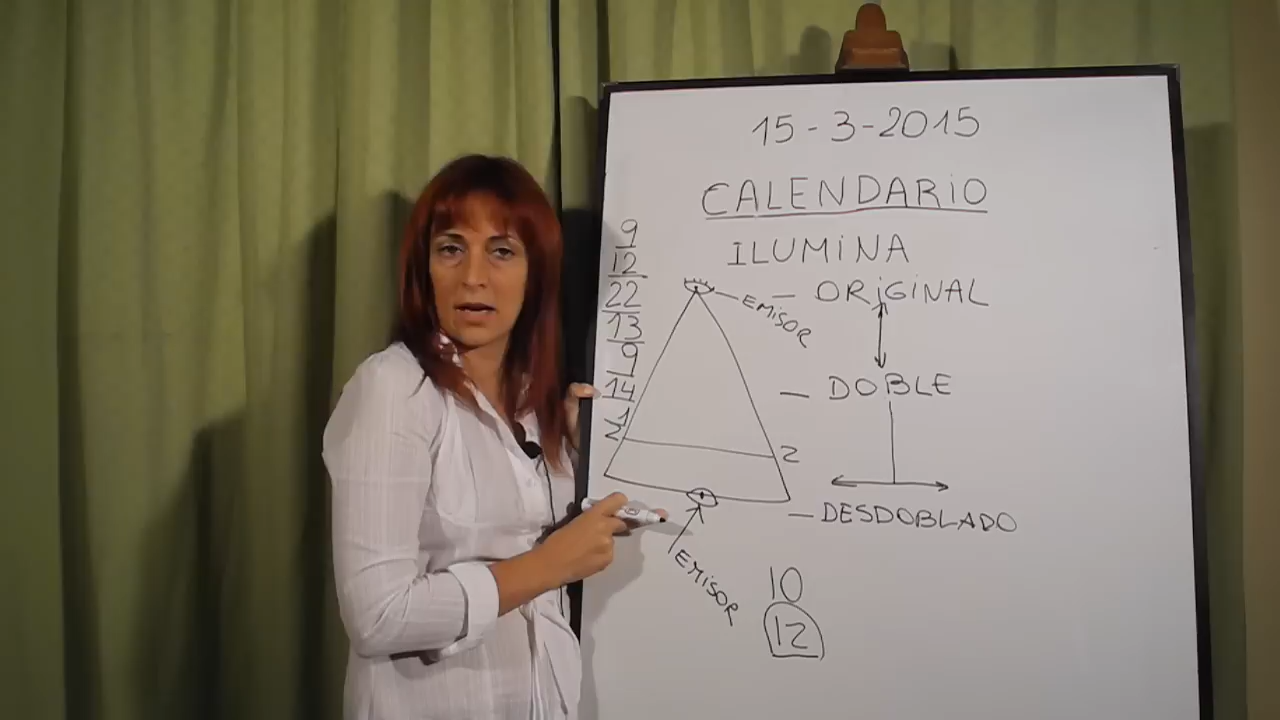 15-3-2015
CALENDARIO
ILUMINA
9
12
22
13
9
14
1
2
EMISOR
- ORIGINAL
- DOBLE
2
- DESDOBLADO
EMISOR
10
12